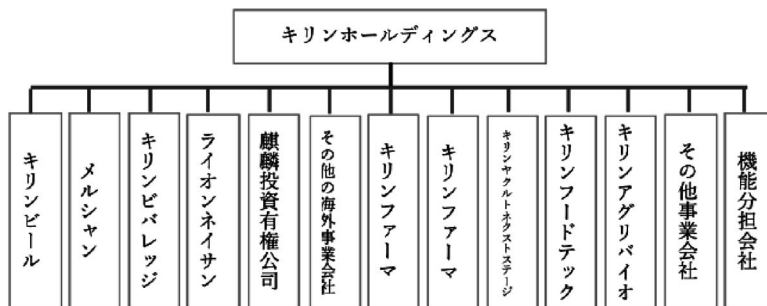 キリンホールディングス
キリンビール
メルシャン
キリンビバレッジ
ライオンネイサン
麒麟投資有権公司
その他の海外事業会社
キリンファーマ
キリンファーマ
キリンヤクルトネクストステージ
キリンフードテック
キリンアグリバイオ
その他事業会社
機能分担会社